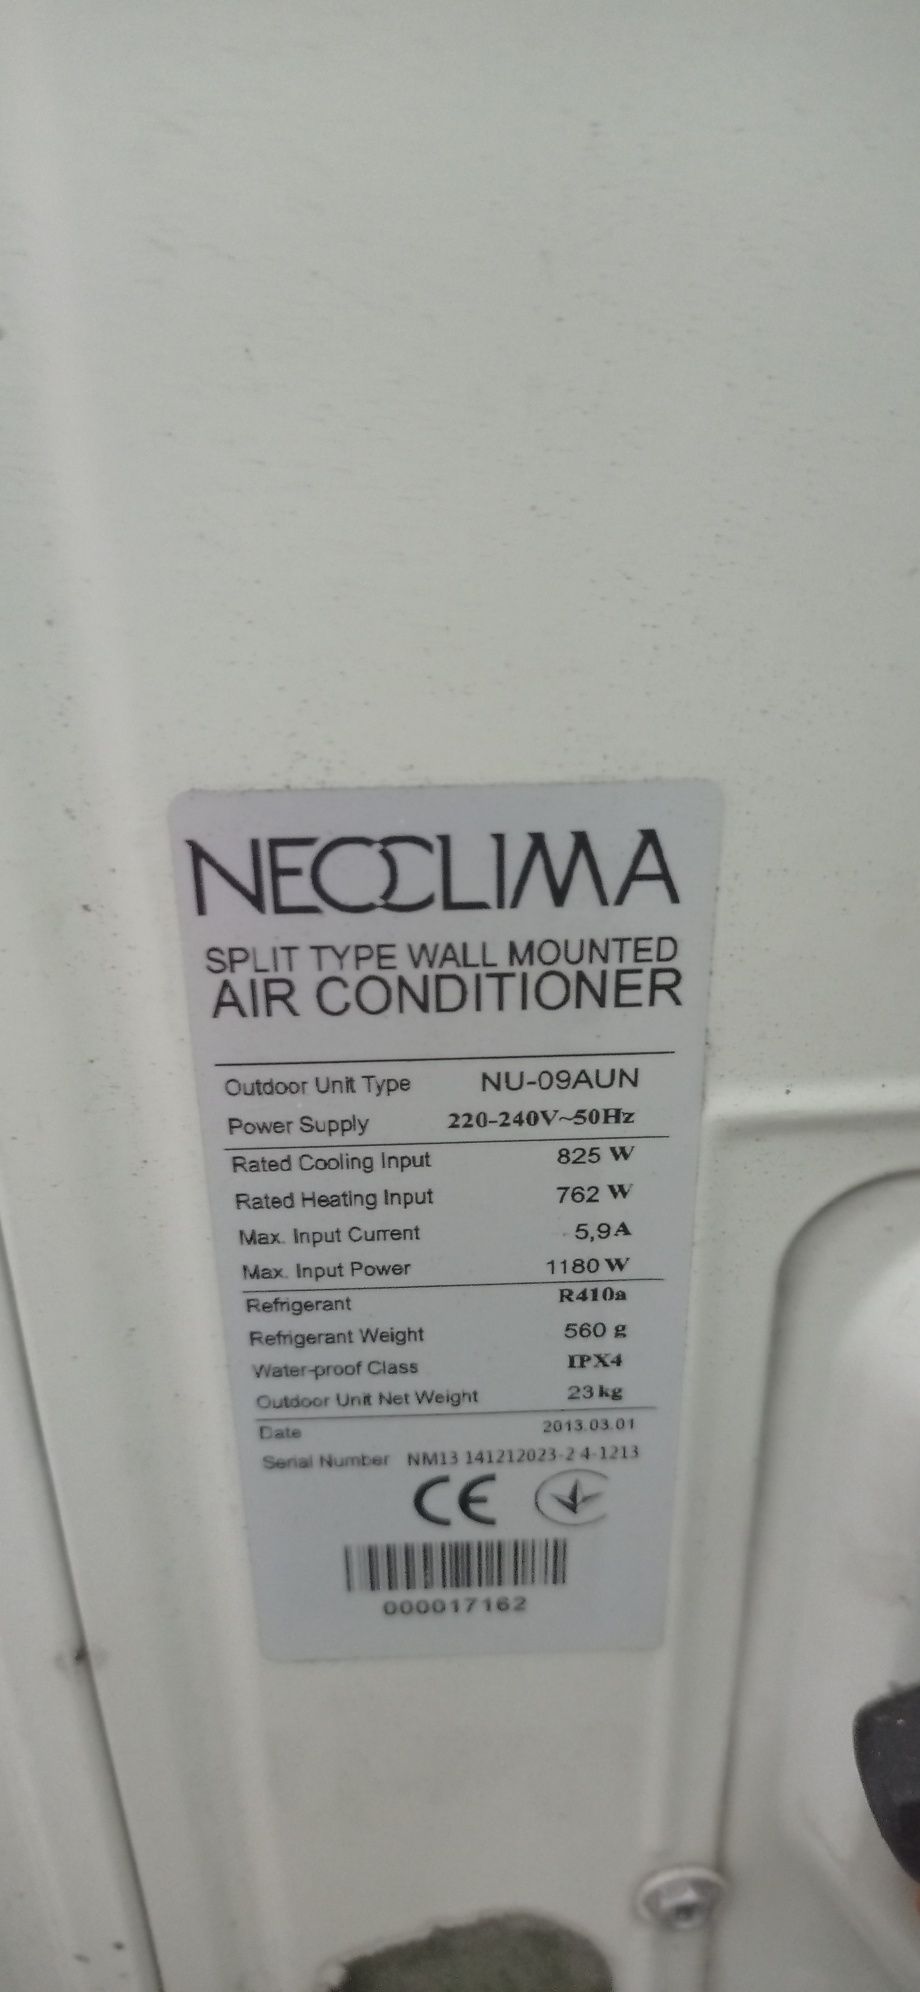 NEOCLIMA
SPLIT TYPE WALL MOUNTED
AIR CONDITIONER
Outdoor Unit Type NU-09AUN
Power Supply 220-240V~50Hz
Rated Cooling Input 825 W
Rated Heating Input 762 W
Max. Input Current 5,9A
Max. Input Power 1180 W
Refrigerant R410a
Refrigerant Weight 560 g
Water-proof Class IPX4
Outdoor Unit Net Weight 23 kg
Date 2013.03.01
Serial Number NM13 141212023-2 4-1213
CE
000017162